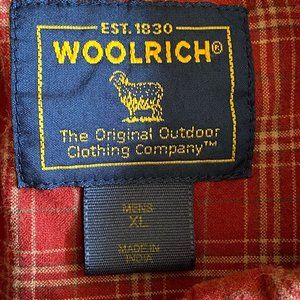 EST. 1830
WOOLRICH®
The Original Outdoor
Clothing Company™
MENS
XL
MADE IN
INDIA